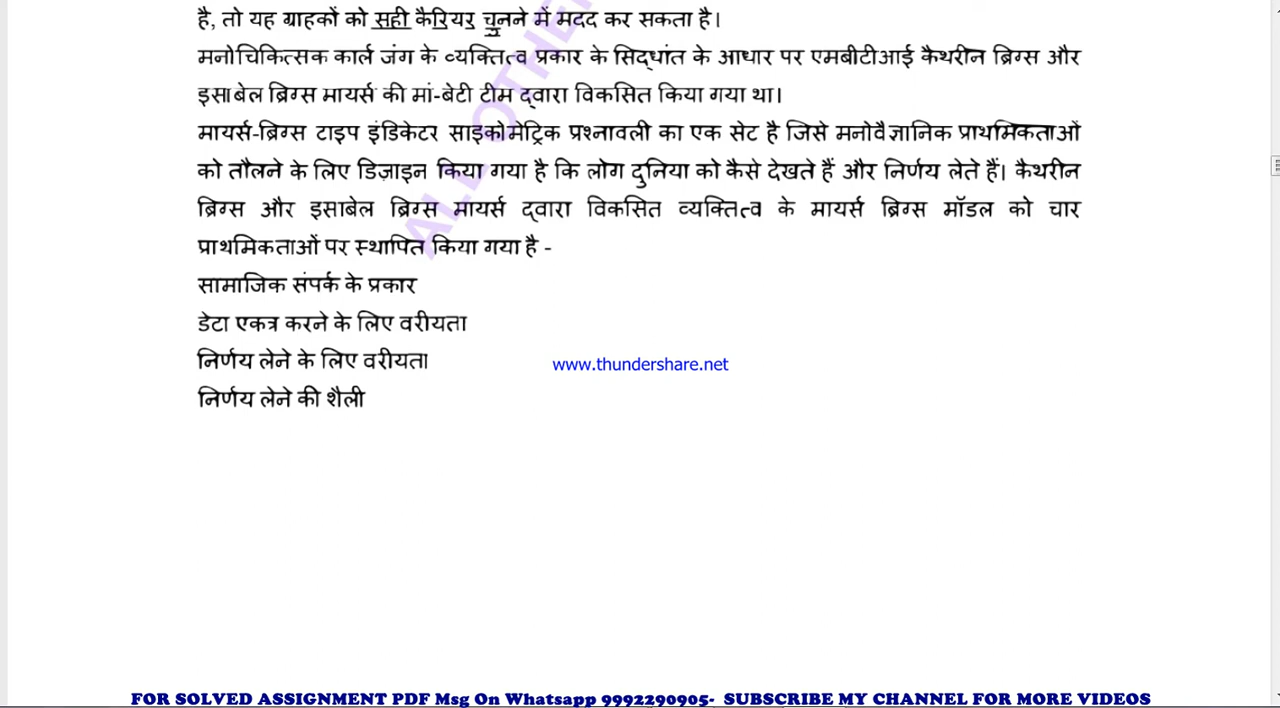 है, तो यह ग्राहकों को सही कैरियर चुनने में मदद कर सकता है।
मनोचिकित्सक कार्ल जंग के व्यक्तित्व प्रकार के सिद्धांत के आधार पर एमबीटीआई कैथरीन ब्रिग्स और
इसाबेल ब्रिग्स मायर्स की मां-बेटी टीम द्वारा विकसित किया गया था।
मायर्स-ब्रिग्स टाइप इंडिकेटर साइकोमेट्रिक प्रश्नावली का एक सेट है जिसे मनोवैज्ञानिक प्राथमिकताओं
को तौलने के लिए डिज़ाइन किया गया है कि लोग दुनिया को कैसे देखते हैं और निर्णय लेते हैं। कैथरीन
ब्रिग्स और इसाबेल ब्रिग्स मायर्स द्वारा विकसित व्यक्तित्व के मायर्स ब्रिग्स मॉडल को चार
प्राथमिकताओं पर स्थापित किया गया है -
सामाजिक संपर्क के प्रकार
डेटा एकत्र करने के लिए वरीयता
निर्णय लेने के लिए वरीयता
www.thundershare.net
निर्णय लेने की शैली
ALL OTHE
FOR SOLVED ASSIGNMENT PDF Msg On Whatsapp 9992290905- SUBSCRIBE MY CHANNEL FOR MORE VIDEOS